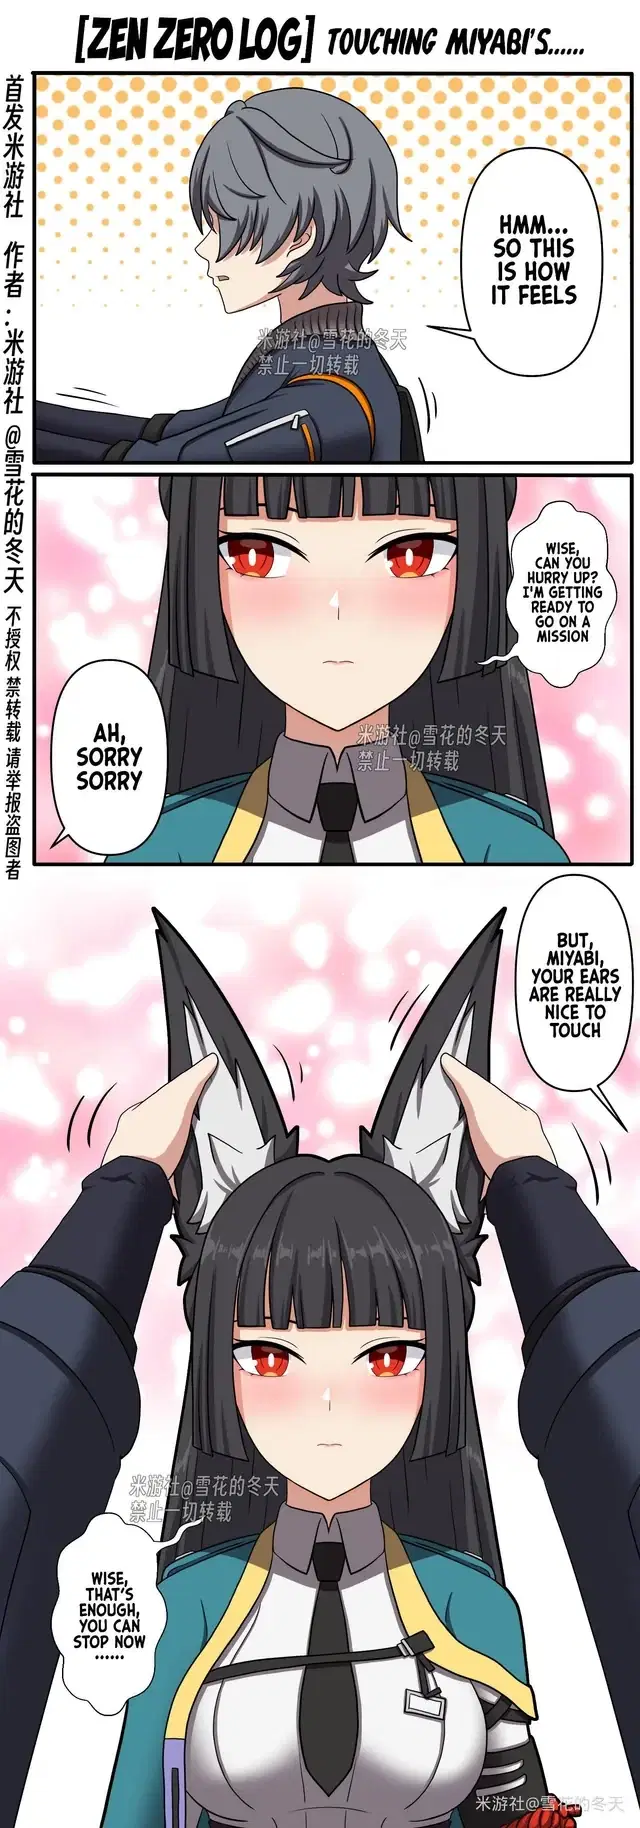 [ZEN ZERO LOG] TOUCHING MIYABI'S......
首发米游社 作者:米游社@雪花的冬天 不授权 禁转载 请举报盗图者
HMM...
SO THIS
IS HOW
IT FEELS
米游社@雪花的冬天
禁止一切转载
WISE,
CAN YOU
HURRY UP?
I'M GETTING
READY TO
GO ON A
MISSION
AH,
SORRY
SORRY
米游社@雪花的冬天
禁止一切转载
BUT,
MIYABI,
YOUR EARS
ARE REALLY
NICE TO
TOUCH
米游社@雪花的冬天
禁止一切转载
WISE,
THAT'S
ENOUGH,
YOU CAN
STOP NOW
......
米游社@雪花的冬天